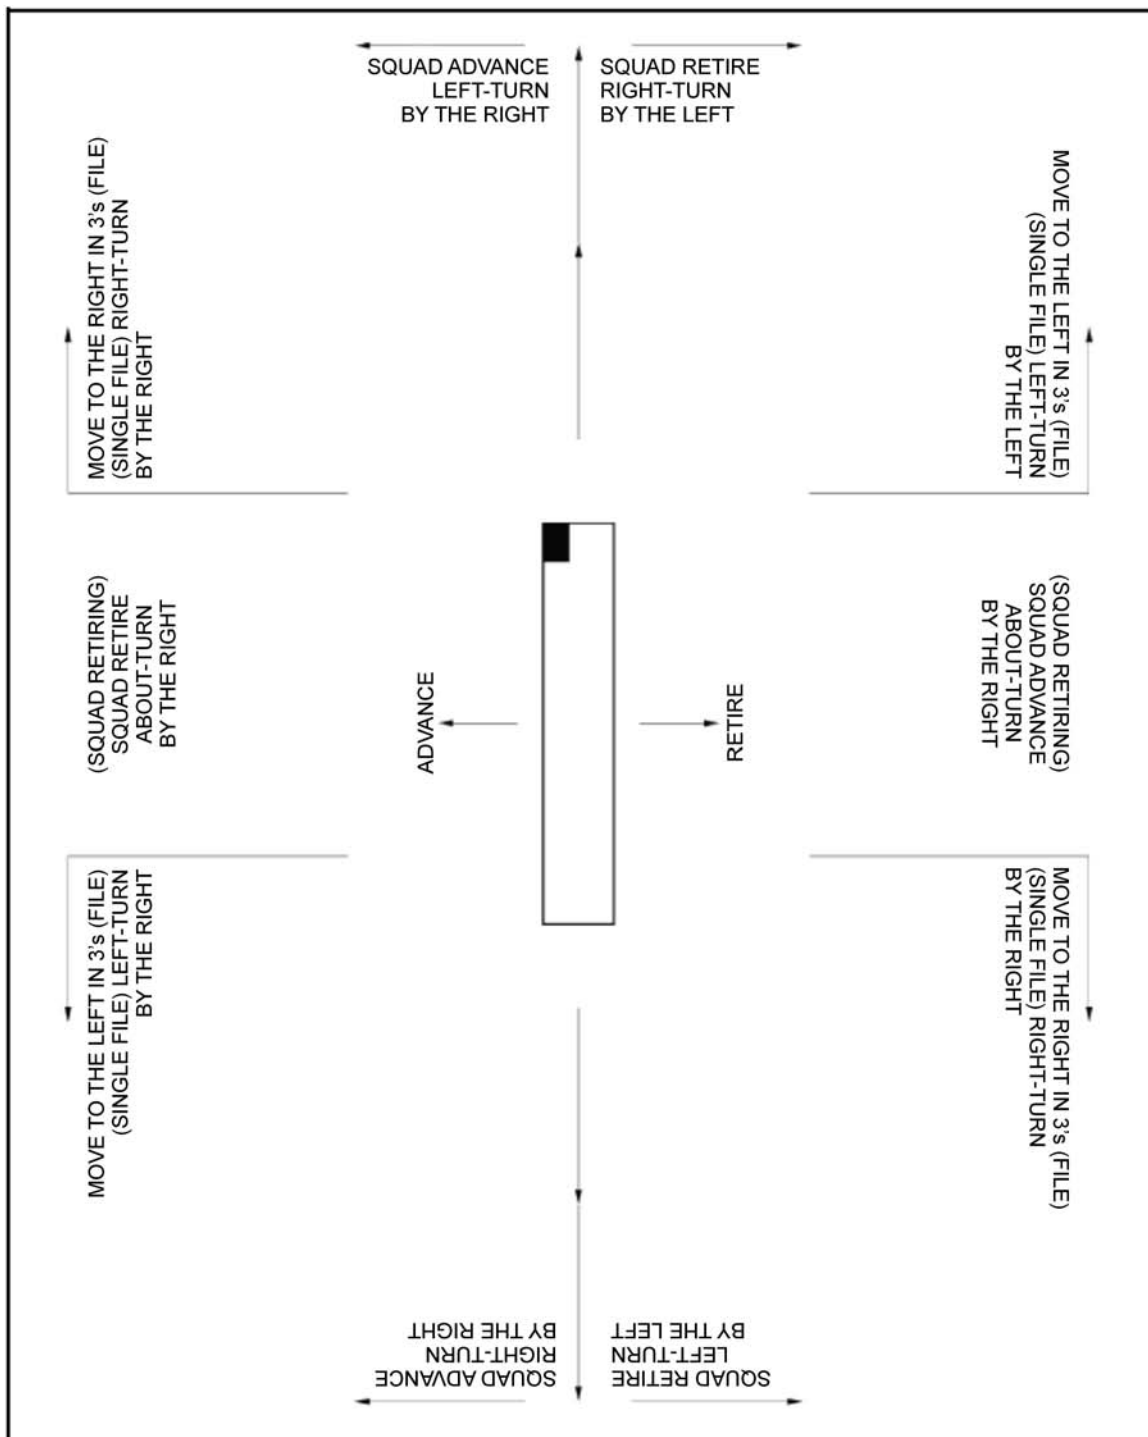 SQUAD ADVANCE
LEFT-TURN
BY THE RIGHT
SQUAD RETIRE
RIGHT-TURN
BY THE LEFT
MOVE TO THE RIGHT IN 3's (FILE)
(SINGLE FILE) RIGHT-TURN
BY THE RIGHT
MOVE TO THE LEFT IN 3's (FILE)
(SINGLE FILE) LEFT-TURN
BY THE LEFT
(SQUAD RETIRING)
SQUAD RETIRE
ABOUT-TURN
BY THE RIGHT
ADVANCE
RETIRE
(SQUAD RETIRING)
SQUAD ADVANCE
ABOUT-TURN
BY THE RIGHT
MOVE TO THE LEFT IN 3's (FILE)
(SINGLE FILE) LEFT-TURN
BY THE RIGHT
MOVE TO THE RIGHT IN 3's (FILE)
(SINGLE FILE) RIGHT-TURN
BY THE RIGHT
SQUAD ADVANCE
RIGHT-TURN
BY THE RIGHT
SQUAD RETIRE
LEFT-TURN
BY THE LEFT